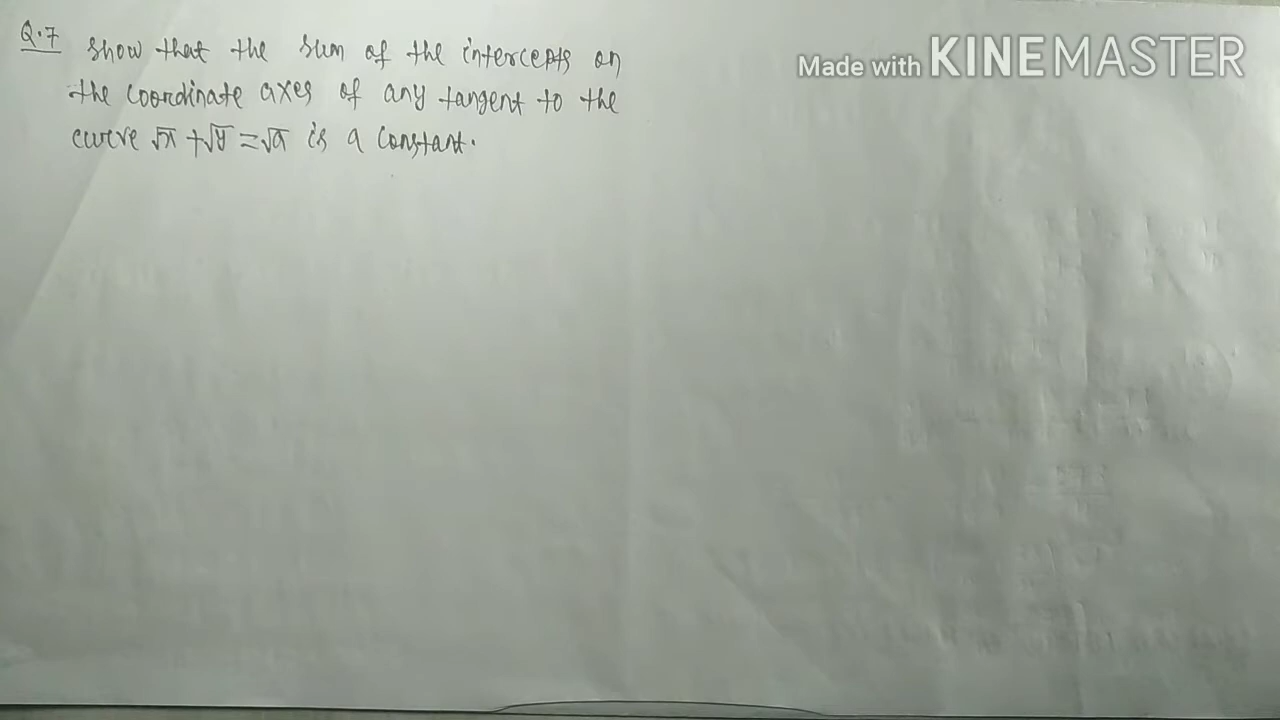 Q.7 show that the sum of the intercepts on
the coordinate axes of any tangent to the
curve √x + √y = √a is a constant.
Made with KINEMASTER